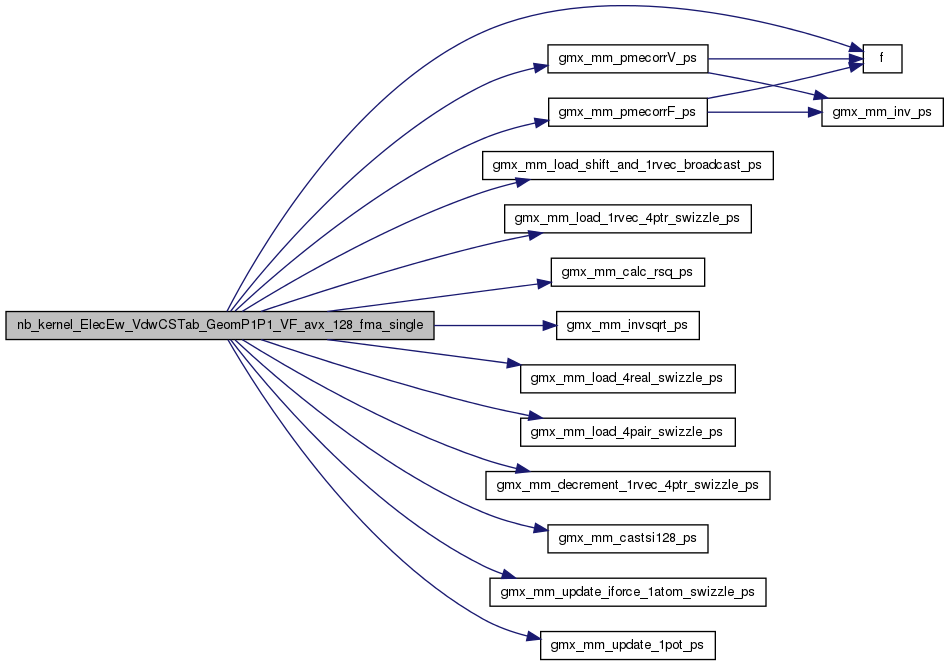 gmx_mm_pmecorrV_ps
f
gmx_mm_pmecorrF_ps
gmx_mm_inv_ps
gmx_mm_load_shift_and_1rvec_broadcast_ps
gmx_mm_load_1rvec_4ptr_swizzle_ps
gmx_mm_calc_rsq_ps
nb_kernel_ElecEw_VdwCSTab_GeomP1P1_VF_avx_128_fma_single
gmx_mm_invsqrt_ps
gmx_mm_load_4real_swizzle_ps
gmx_mm_load_4pair_swizzle_ps
gmx_mm_decrement_1rvec_4ptr_swizzle_ps
gmx_mm_castsi128_ps
gmx_mm_update_iforce_1atom_swizzle_ps
gmx_mm_update_1pot_ps